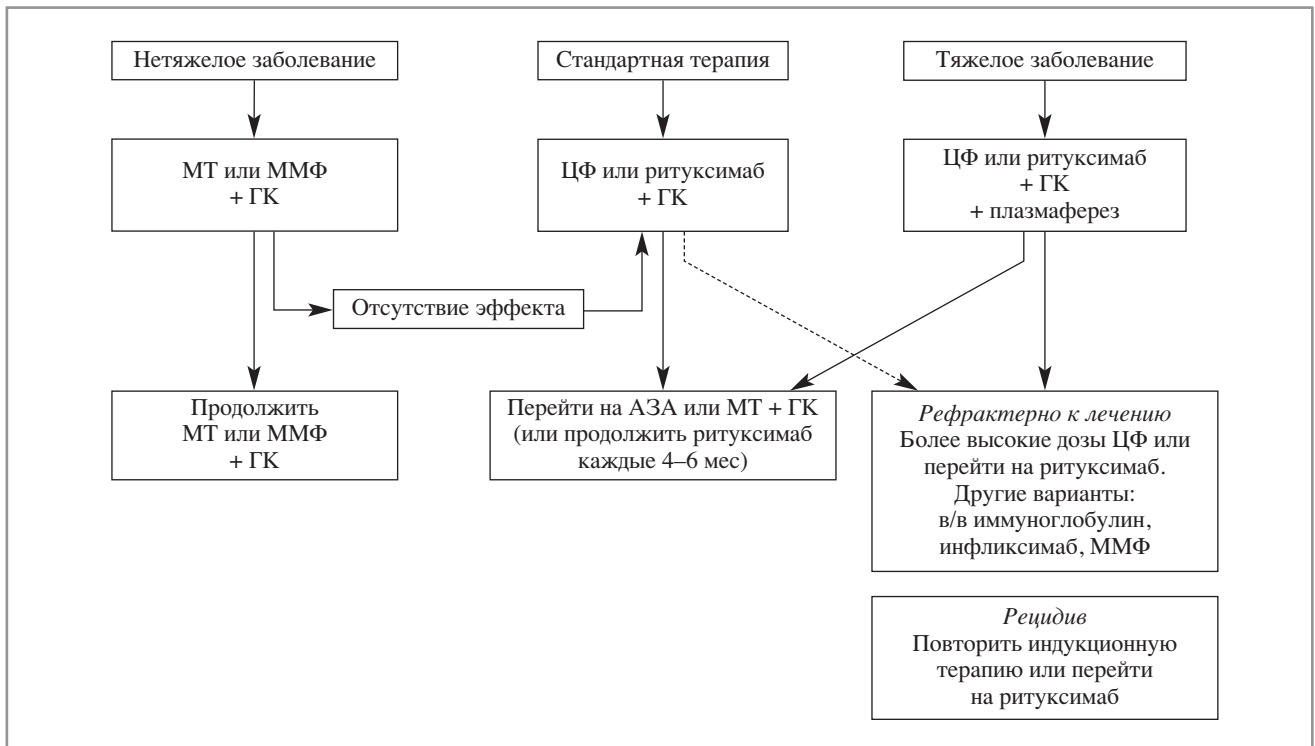 Нетяжелое заболевание
Стандартная терапия
Тяжелое заболевание
МТ или ММФ
+ ГК
ЦФ или ритуксимаб
+ ГК
ЦФ или ритуксимаб
+ ГК
+ плазмаферез
Отсутствие эффекта
Продолжить
МТ или ММФ
+ ГК
Перейти на АЗА или МТ + ГК
(или продолжить ритуксимаб
каждые 4–6 мес)
Рефрактерно к лечению
Более высокие дозы ЦФ или
перейти на ритуксимаб.
Другие варианты:
в/в иммуноглобулин,
инфликсимаб, ММФ
Рецидив
Повторить индукционную
терапию или перейти
на ритуксимаб